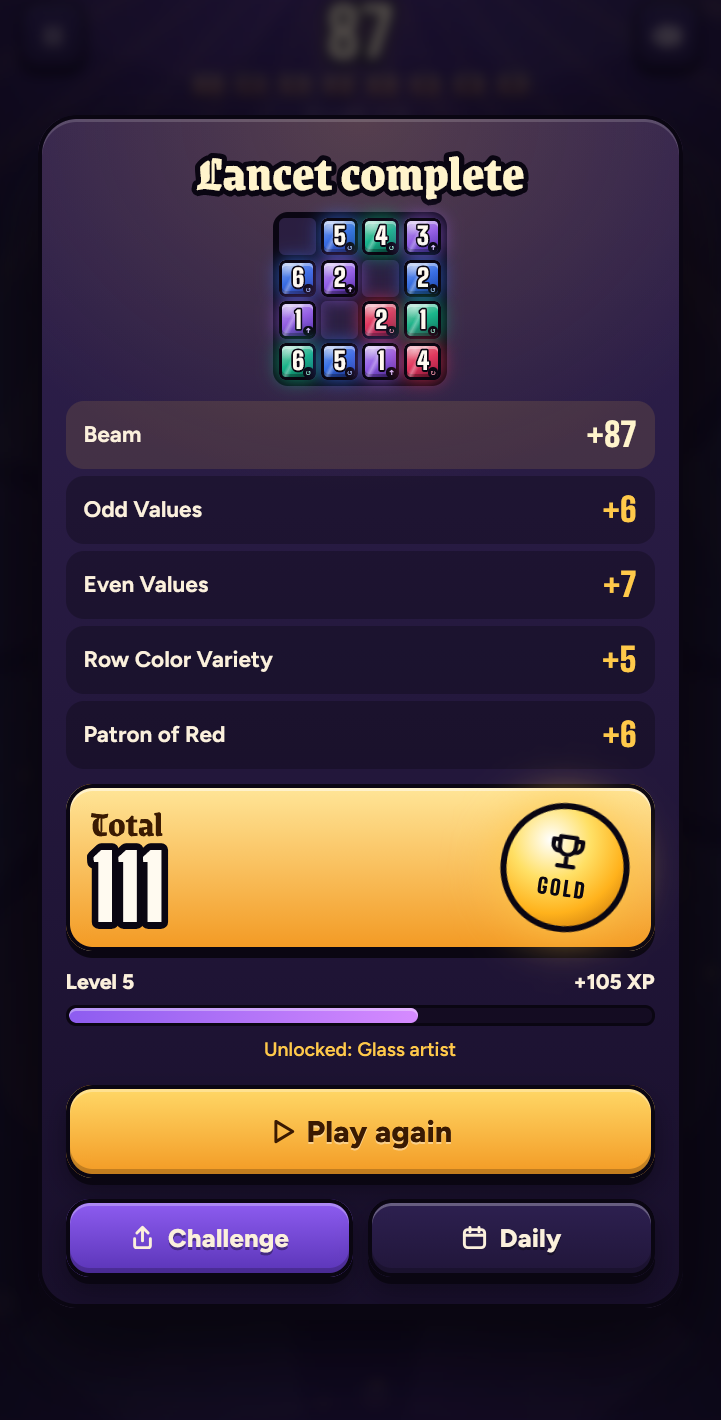 87
Lancet complete
5 4 3
6 2 2
1 2 1
6 5 1 4
Beam +87
Odd Values +6
Even Values +7
Row Color Variety +5
Patron of Red +6
Total
111
GOLD
Level 5 +105 XP
Unlocked: Glass artist
Play again
Challenge Daily